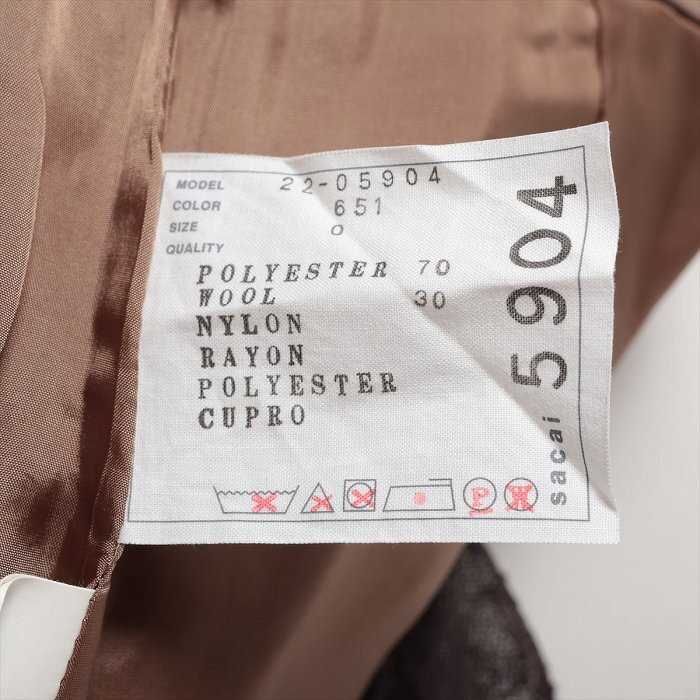 MODEL 22-05904
COLOR 651
SIZE 0
QUALITY
POLYESTER 70
WOOL 30
NYLON
RAYON
POLYESTER
CUPRO
P W
sacai 5904